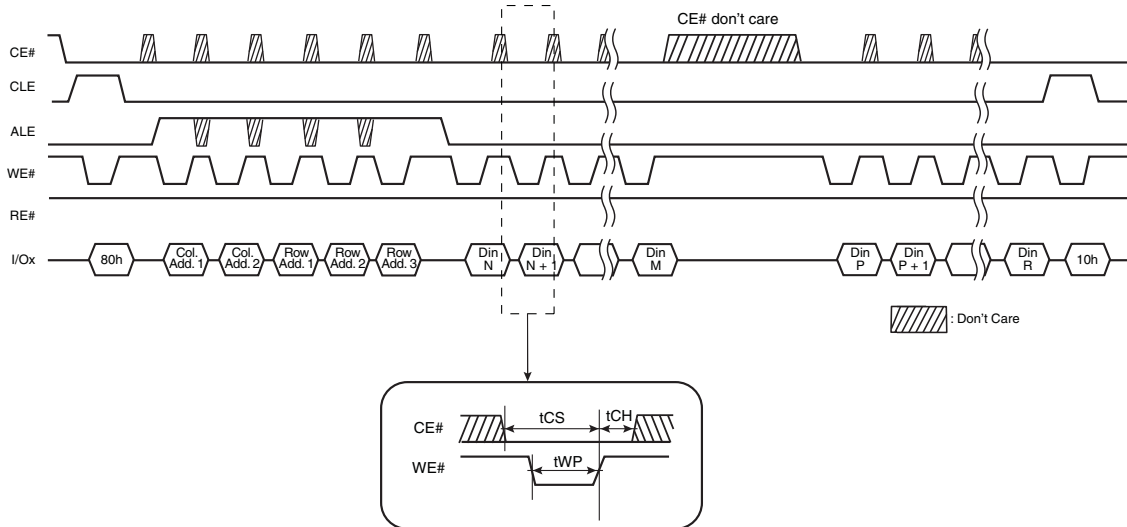 CE# don't care
CE#
CLE
ALE
WE#
RE#
I/Ox
80h
Col.
Add. 1
Col.
Add. 2
Row
Add. 1
Row
Add. 2
Row
Add. 3
Din
N
Din
N + 1
Din
M
Din
P
Din
P + 1
Din
R
10h
: Don't Care
CE#
tCS
tCH
WE#
tWP